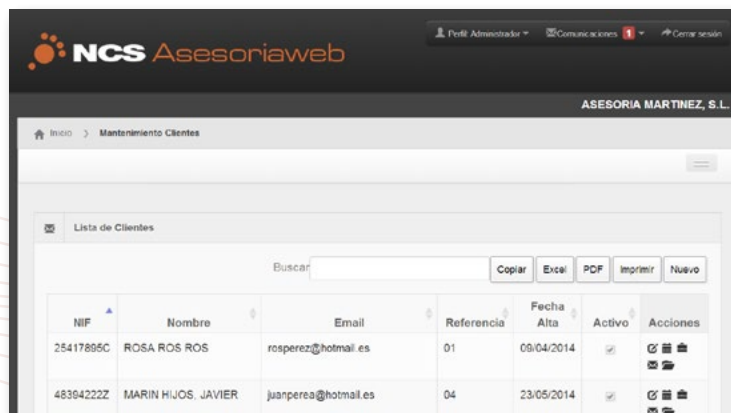 Perfil: Administrador Comunicaciones 1 Cerrar sesión
NCS Asesoriaweb
ASESORIA MARTINEZ, S.L.
Inicio > Mantenimiento Clientes
Lista de Clientes
Buscar Copiar Excel PDF Imprimir Nuevo
NIF Nombre Email Referencia Fecha Alta Activo Acciones
25417895C ROSA ROS ROS rosperez@hotmail.es 01 09/04/2014
48394222Z MARIN HIJOS, JAVIER juanperea@hotmail.es 04 23/05/2014